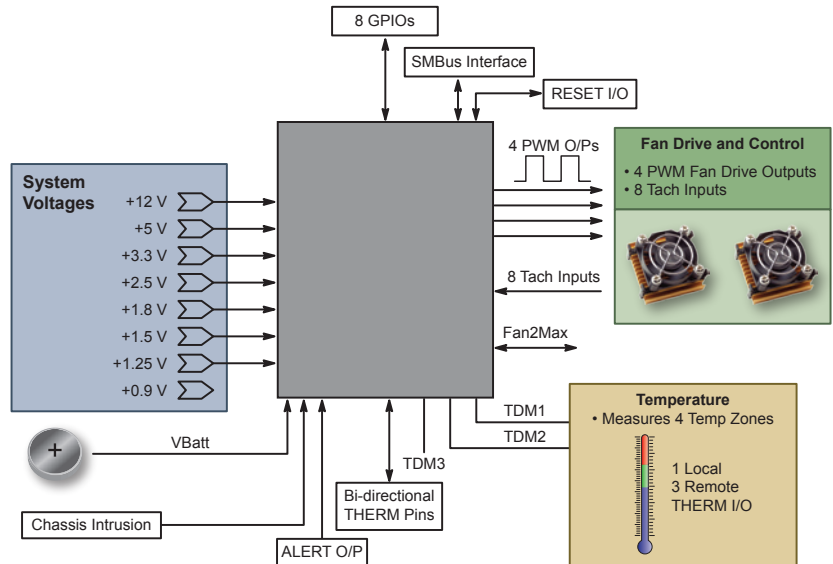 8 GPIOs
SMBus Interface
RESET I/O
4 PWM O/Ps
Fan Drive and Control
• 4 PWM Fan Drive Outputs
• 8 Tach Inputs
System
Voltages
+12 V
+5 V
+3.3 V
+2.5 V
+1.8 V
+1.5 V
+1.25 V
+0.9 V
8 Tach Inputs
Fan2Max
Temperature
• Measures 4 Temp Zones
1 Local
3 Remote
THERM I/O
TDM1
TDM2
TDM3
+
VBatt
Bi-directional
THERM Pins
Chassis Intrusion
ALERT O/P